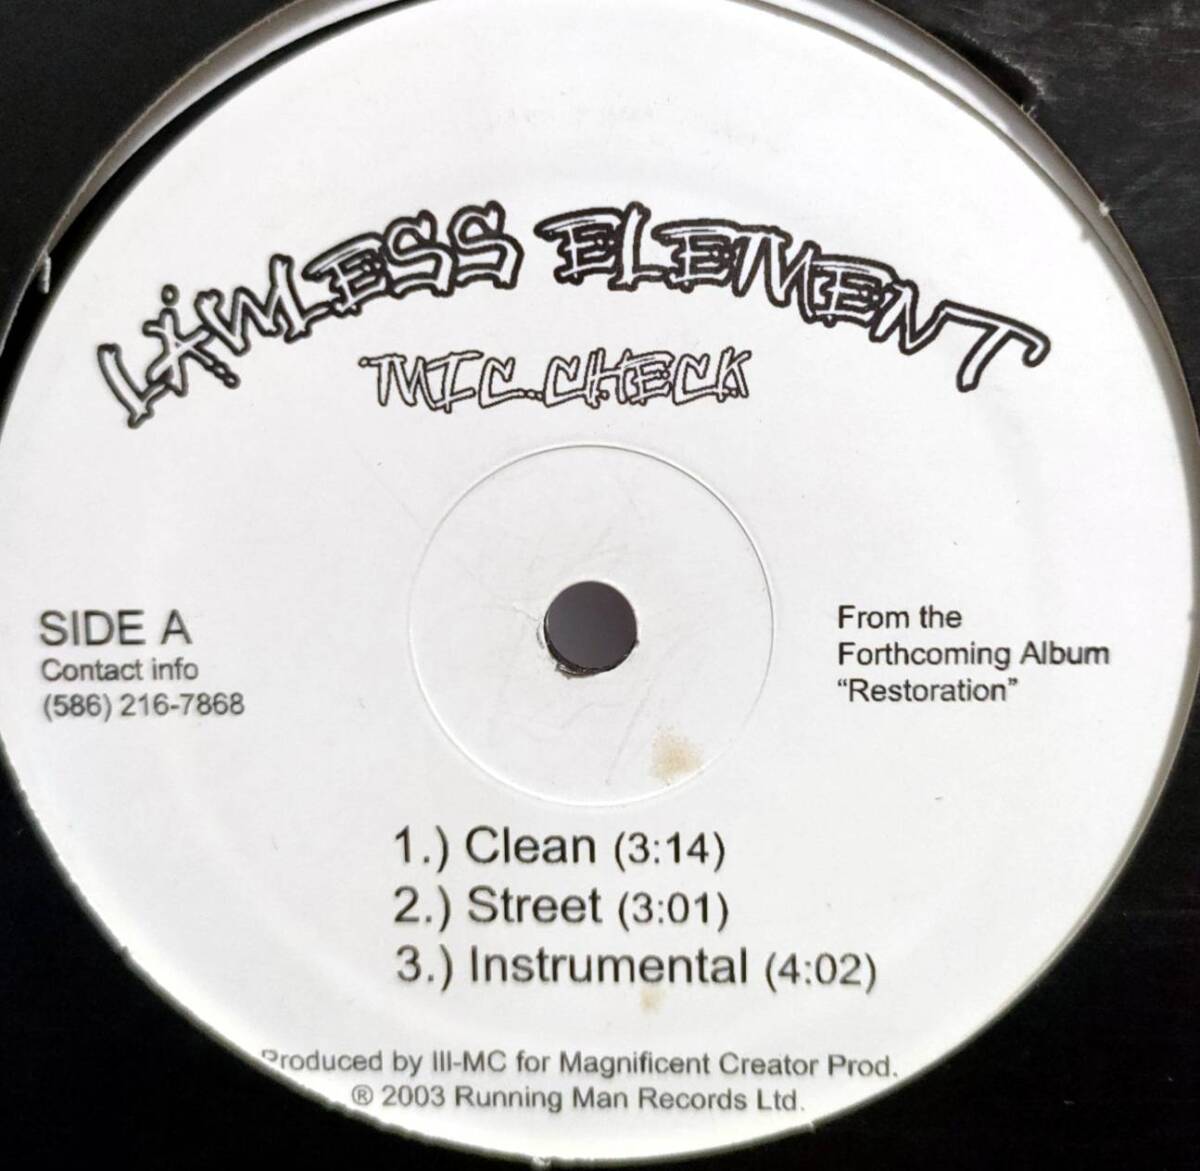 LAWLESS ELEMENT
MIC CHECK
SIDE A
Contact info
(586) 216-7868
From the
Forthcoming Album
“Restoration”
1.) Clean (3:14)
2.) Street (3:01)
3.) Instrumental (4:02)
Produced by Ill-MC for Magnificent Creator Prod.
® 2003 Running Man Records Ltd.